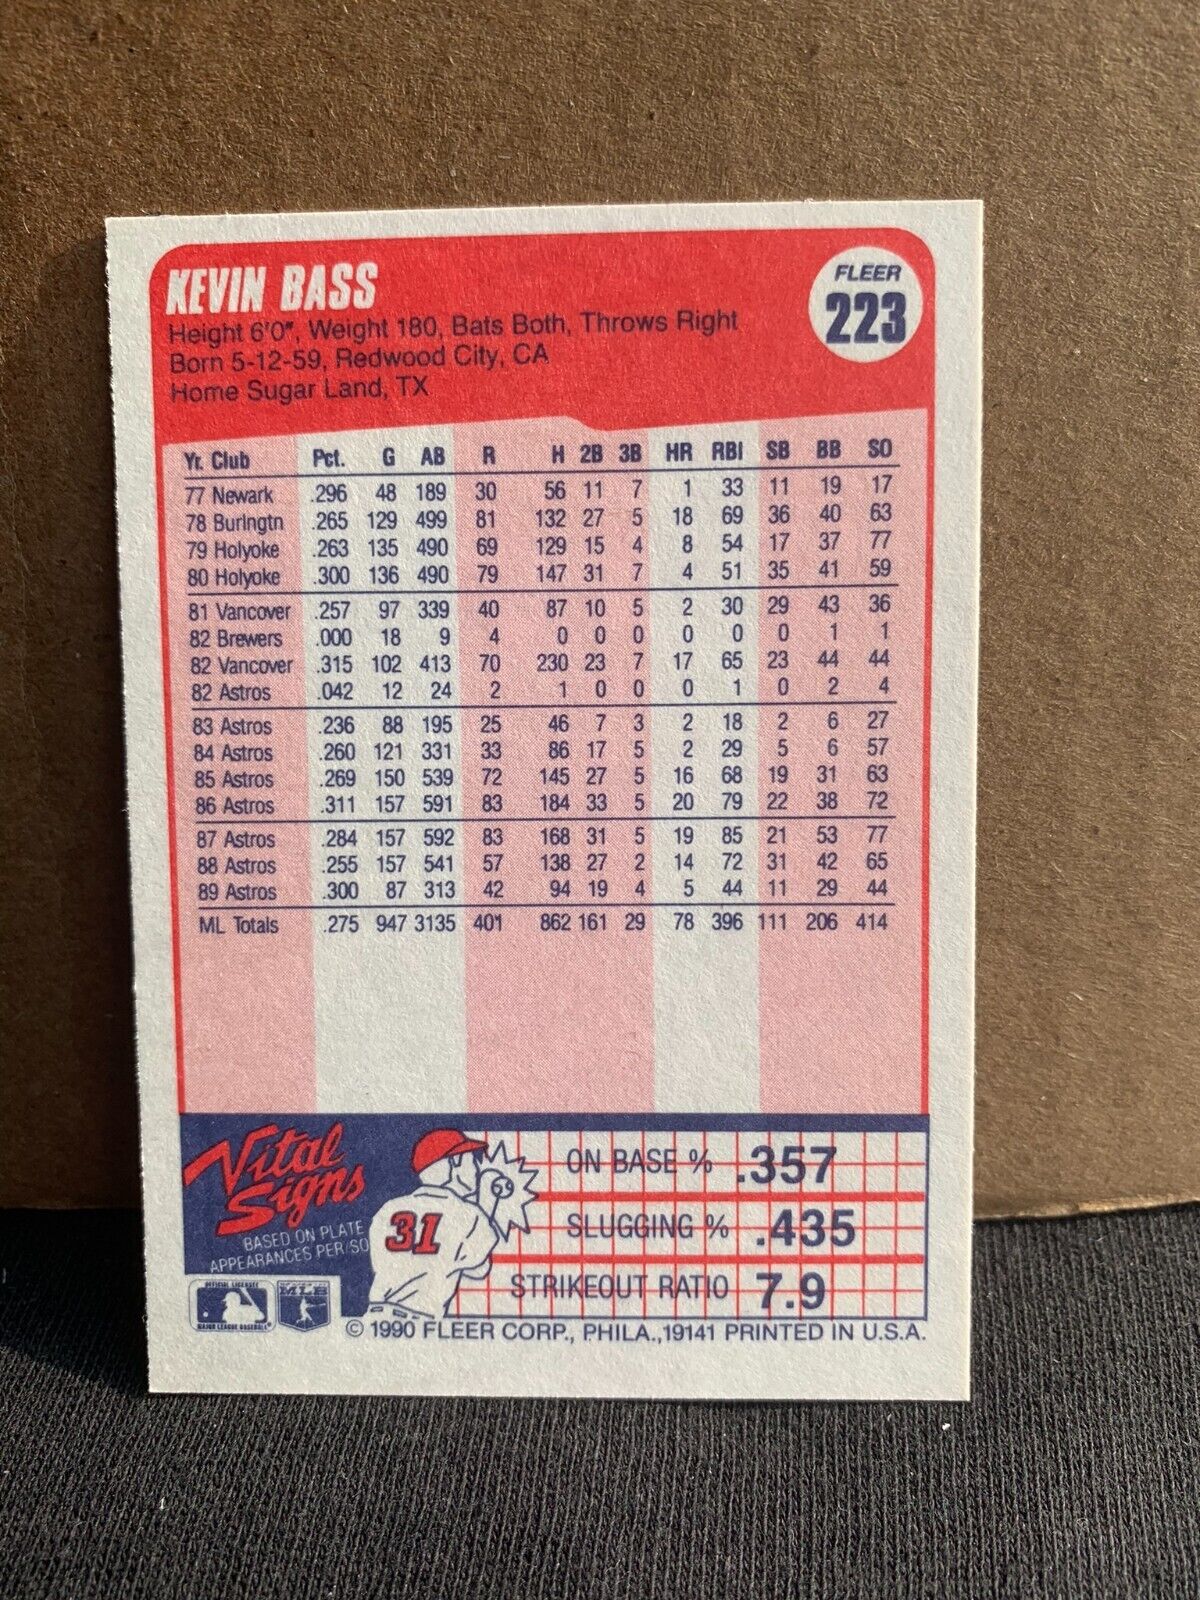 KEVIN BASS
FLEER
223
Height 6'0", Weight 180, Bats Both, Throws Right
Born 5-12-59, Redwood City, CA
Home Sugar Land, TX
Yr. Club Pct. G AB R H 2B 3B HR RBI SB BB SO
77 Newark .296 48 189 30 56 11 7 1 33 11 19 17
78 Burlngtn .265 129 499 81 132 27 5 18 69 36 40 63
79 Holyoke .263 135 490 69 129 15 4 8 54 17 37 77
80 Holyoke .300 136 490 79 147 31 7 4 51 35 41 59
81 Vancover .257 97 339 40 87 10 5 2 30 29 43 36
82 Brewers .000 18 9 4 0 0 0 0 0 0 1 1
82 Vancover .315 102 413 70 230 23 7 17 65 23 44 44
82 Astros .042 12 24 2 1 0 0 0 1 0 2 4
83 Astros .236 88 195 25 46 7 3 2 18 2 6 27
84 Astros .260 121 331 33 86 17 5 2 29 5 6 57
85 Astros .269 150 539 72 145 27 5 16 68 19 31 63
86 Astros .311 157 591 83 184 33 5 20 79 22 38 72
87 Astros .284 157 592 83 168 31 5 19 85 21 53 77
88 Astros .255 157 541 57 138 27 2 14 72 31 42 65
89 Astros .300 87 313 42 94 19 4 5 44 11 29 44
ML Totals .275 947 3135 401 862 161 29 78 396 111 206 414
Vital
Signs
BASED ON PLATE
APPEARANCES PER/SO
31
ON BASE % .357
SLUGGING % .435
STRIKEOUT RATIO 7.9
OFFICIAL LICENSEE
MAJOR LEAGUE BASEBALL
MLB
© 1990 FLEER CORP., PHILA.,19141 PRINTED IN U.S.A.